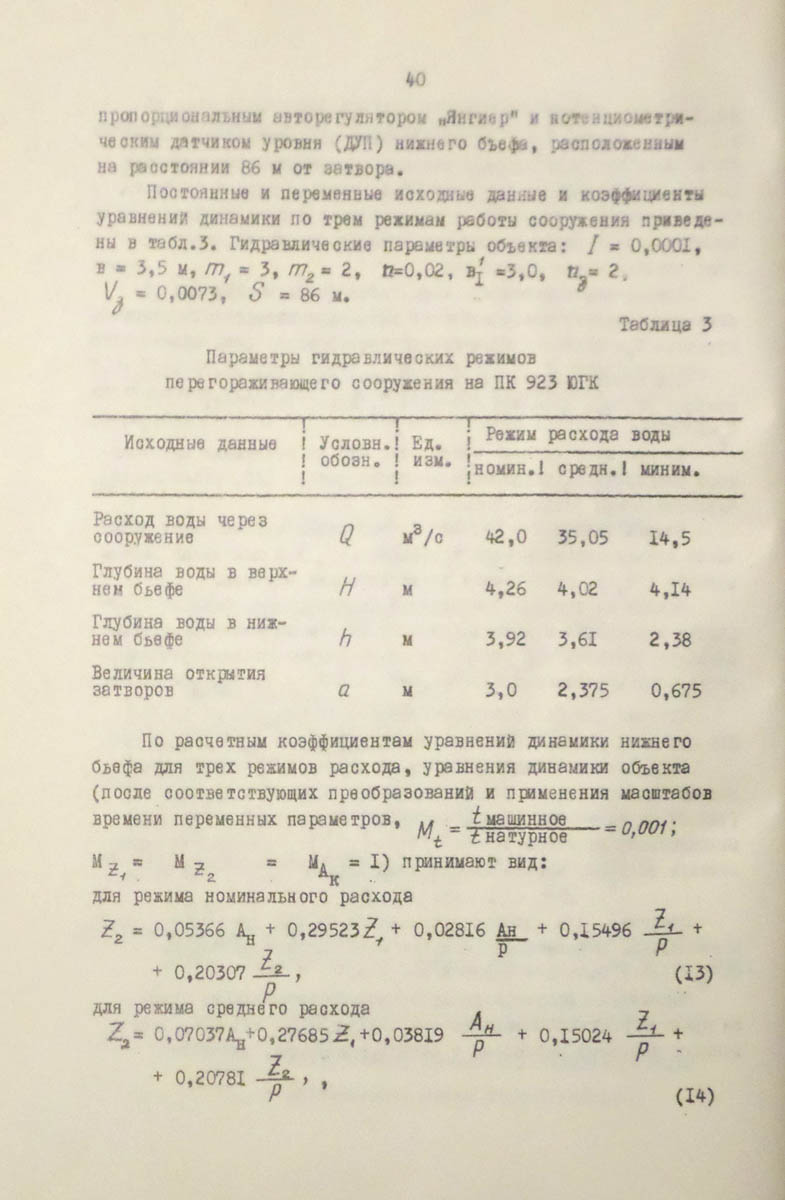 40
пропорциональным авторегулятором „Янгиер" и потенциометри-
ческим датчиком уровня (ДУП) нижнего бьефа, расположенным
на расстоянии 86 м от затвора.
Постоянные и переменные исходные данные и коэффициенты
уравнений динамики по трем режимам работы сооружения приведе-
ны в табл.3. Гидравлические параметры объекта: I = 0,0001,
в = 3,5 м, m₁ = 3, m₂ = 2, n=0,02, в′₁ =3,0, n∂= 2,
V∂ = 0,0073, S = 86 м.
Таблица 3
Параметры гидравлических режимов
перегораживающего сооружения на ПК 923 ЮГК
Исходные данные ! Условн. ! Ед. ! Режим расхода воды
! обозн. ! изм. ! номин. ! средн. ! миним.
Расход воды через
сооружение Q м³/с 42,0 35,05 14,5
Глубина воды в верх-
нем бьефе H м 4,26 4,02 4,14
Глубина воды в ниж-
нем бьефе h м 3,92 3,61 2,38
Величина открытия
затворов a м 3,0 2,375 0,675
По расчетным коэффициентам уравнений динамики нижнего
бьефа для трех режимов расхода, уравнения динамики объекта
(после соответствующих преобразований и применения масштабов
времени переменных параметров, Mt = t машинное / t натурное = 0,001;
M Z₁ = M Z₂ = M Aк = 1) принимают вид:
для режима номинального расхода
Z₂ = 0,05366 Aн + 0,29523 Z₁ + 0,02816 Aн/р + 0,15496 Z₁/р +
+ 0,20307 Z₂/р, (13)
для режима среднего расхода
Z₂= 0,07037Aн+0,27685 Z₁+0,03819 Aн/р + 0,15024 Z₁/р +
+ 0,20781 Z₂/р , ,
(14)